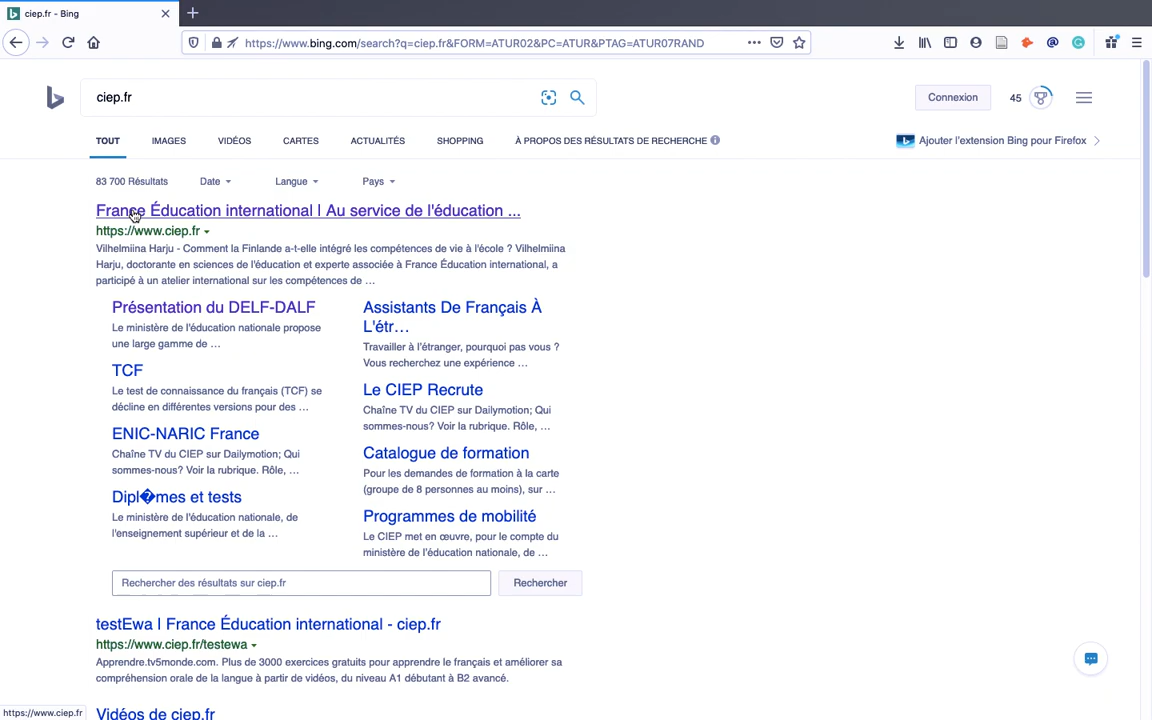 ciep.fr - Bing
https://www.bing.com/search?q=ciep.fr&FORM=ATUR02&PC=ATUR&PTAG=ATUR07RAND
ciep.fr
Connexion
45
TOUT
IMAGES
VIDÉOS
CARTES
ACTUALITÉS
SHOPPING
À PROPOS DES RÉSULTATS DE RECHERCHE
Ajouter l'extension Bing pour Firefox
83 700 Résultats
Date
Langue
Pays
France Éducation international | Au service de l'éducation ...
https://www.ciep.fr
Vilhelmiina Harju - Comment la Finlande a-t-elle intégré les compétences de vie à l'école ? Vilhelmiina
Harju, doctorante en sciences de l'éducation et experte associée à France Éducation international, a
participé à un atelier international sur les compétences de ...
Présentation du DELF-DALF
Le ministère de l'éducation nationale propose
une large gamme de ...
TCF
Le test de connaissance du français (TCF) se
décline en différentes versions pour des ...
ENIC-NARIC France
Chaîne TV du CIEP sur Dailymotion; Qui
sommes-nous? Voir la rubrique. Rôle, ...
Dipl�mes et tests
Le ministère de l'éducation nationale, de
l'enseignement supérieur et de la ...
Assistants De Français À
L'étr...
Travailler à l'étranger, pourquoi pas vous ?
Vous recherchez une expérience ...
Le CIEP Recrute
Chaîne TV du CIEP sur Dailymotion; Qui
sommes-nous? Voir la rubrique. Rôle, ...
Catalogue de formation
Pour les demandes de formation à la carte
(groupe de 8 personnes au moins), sur ...
Programmes de mobilité
Le CIEP met en œuvre, pour le compte du
ministère de l'éducation nationale, de ...
Rechercher des résultats sur ciep.fr
Rechercher
testEwa | France Éducation international - ciep.fr
https://www.ciep.fr/testewa
Apprendre.tv5monde.com. Plus de 3000 exercices gratuits pour apprendre le français et améliorer sa
compréhension orale de la langue à partir de vidéos, du niveau A1 débutant à B2 avancé.
https://www.ciep.fr
Vidéos de ciep.fr